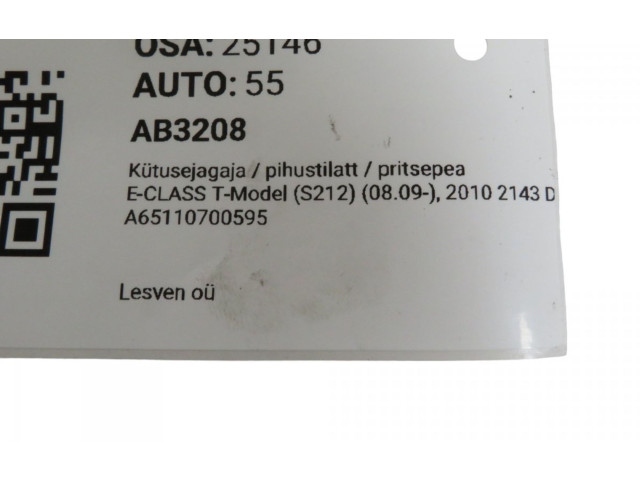 OSA: 25146
AUTO: 55
AB3208
Kütusejagaja / pihustilatt / pritsepea
E-CLASS T-Model (S212) (08.09-), 2010 2143 D
A65110700595
Lesven oü